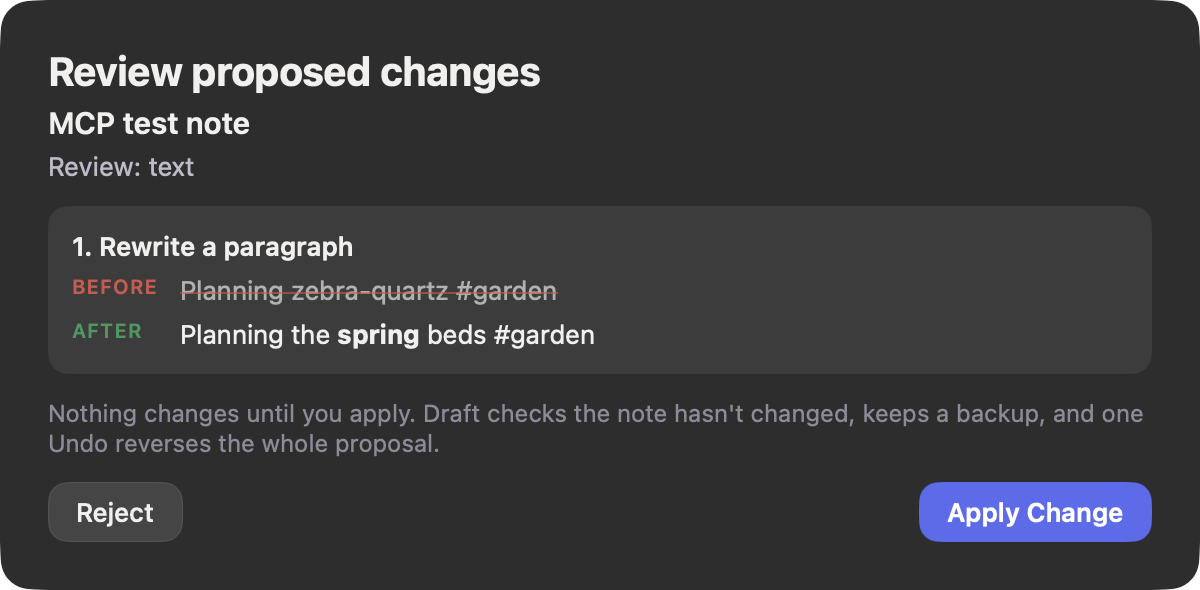 Review proposed changes
MCP test note
Review: text
1. Rewrite a paragraph
BEFORE Planning zebra-quartz #garden
AFTER Planning the spring beds #garden
Nothing changes until you apply. Draft checks the note hasn't changed, keeps a backup, and one
Undo reverses the whole proposal.
Reject Apply Change